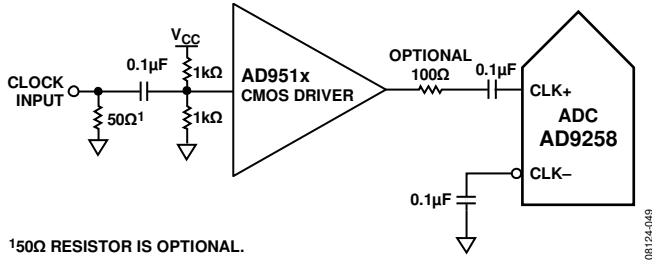 CLOCK
INPUT
50Ω¹
0.1µF
VCC
1kΩ
1kΩ
AD951x
CMOS DRIVER
OPTIONAL
100Ω
0.1µF
CLK+
ADC
AD9258
CLK–
0.1µF
¹50Ω RESISTOR IS OPTIONAL.
08124-049